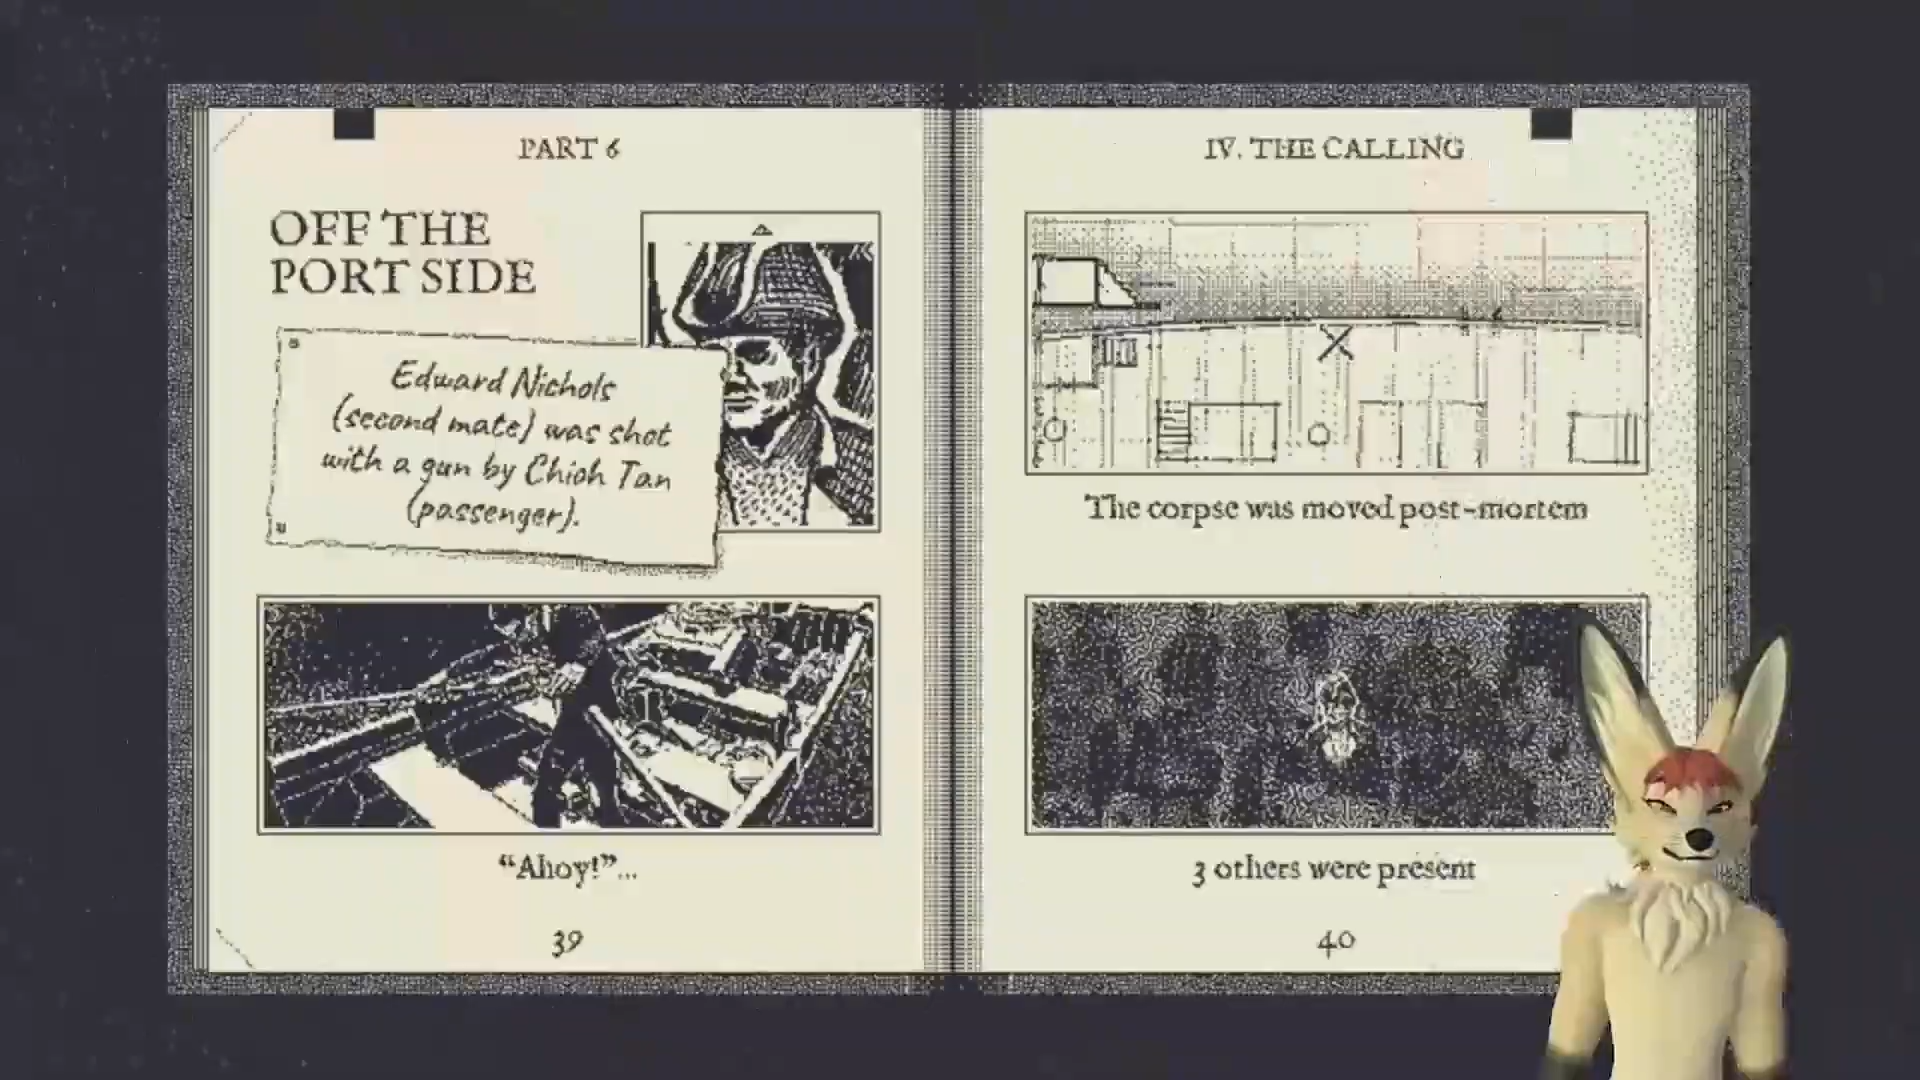 PART 6
OFF THE
PORT SIDE
Edward Nichols
(second mate) was shot
with a gun by Chioh Tan
(passenger).
“Ahoy!”...
39
IV. THE CALLING
The corpse was moved post-mortem
3 others were present
40